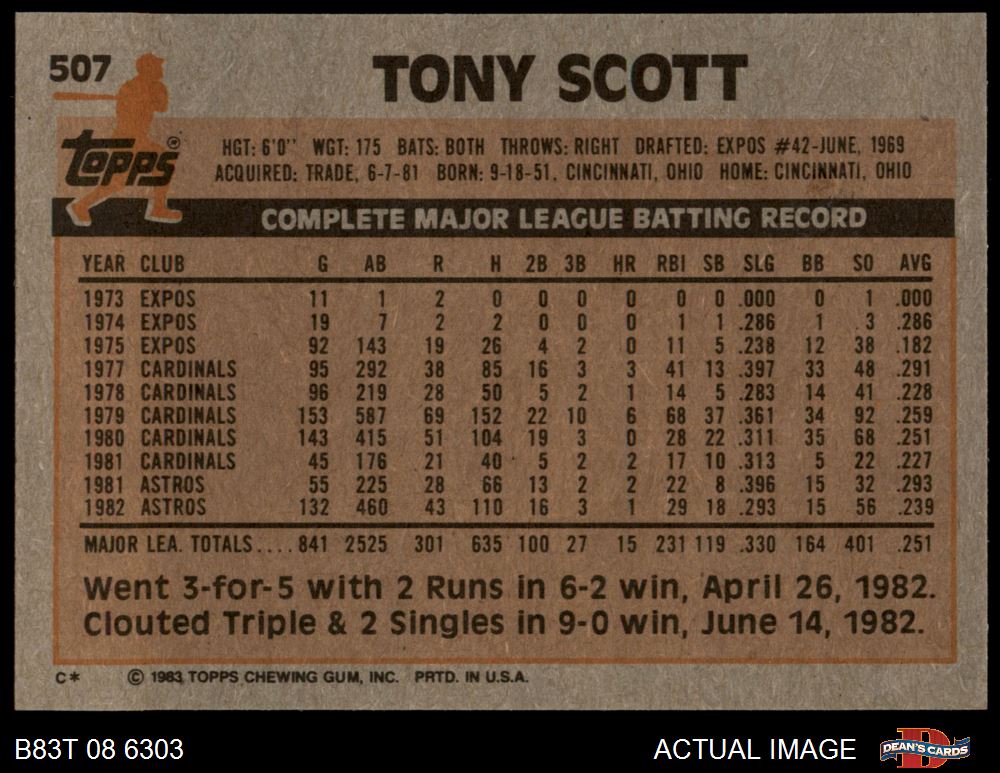 507
TONY SCOTT
Topps®
HGT: 6'0" WGT: 175 BATS: BOTH THROWS: RIGHT DRAFTED: EXPOS #42-JUNE, 1969
ACQUIRED: TRADE, 6-7-81 BORN: 9-18-51, CINCINNATI, OHIO HOME: CINCINNATI, OHIO
COMPLETE MAJOR LEAGUE BATTING RECORD
YEAR CLUB G AB R H 2B 3B HR RBI SB SLG BB SO AVG
1973 EXPOS 11 1 2 0 0 0 0 0 0 .000 0 1 .000
1974 EXPOS 19 7 2 2 0 0 0 1 1 .286 1 3 .286
1975 EXPOS 92 143 19 26 4 2 0 11 5 .238 12 38 .182
1977 CARDINALS 95 292 38 85 16 3 3 41 13 .397 33 48 .291
1978 CARDINALS 96 219 28 50 5 2 1 14 5 .283 14 41 .228
1979 CARDINALS 153 587 69 152 22 10 6 68 37 .361 34 92 .259
1980 CARDINALS 143 415 51 104 19 3 0 28 22 .311 35 68 .251
1981 CARDINALS 45 176 21 40 5 2 2 17 10 .313 5 22 .227
1981 ASTROS 55 225 28 66 13 2 2 22 8 .396 15 32 .293
1982 ASTROS 132 460 43 110 16 3 1 29 18 .293 15 56 .239
MAJOR LEA. TOTALS.... 841 2525 301 635 100 27 15 231 119 .330 164 401 .251
Went 3-for-5 with 2 Runs in 6-2 win, April 26, 1982.
Clouted Triple & 2 Singles in 9-0 win, June 14, 1982.
C* © 1983 TOPPS CHEWING GUM, INC. PRTD. IN U.S.A.
B83T 08 6303 ACTUAL IMAGE DEAN'S CARDS